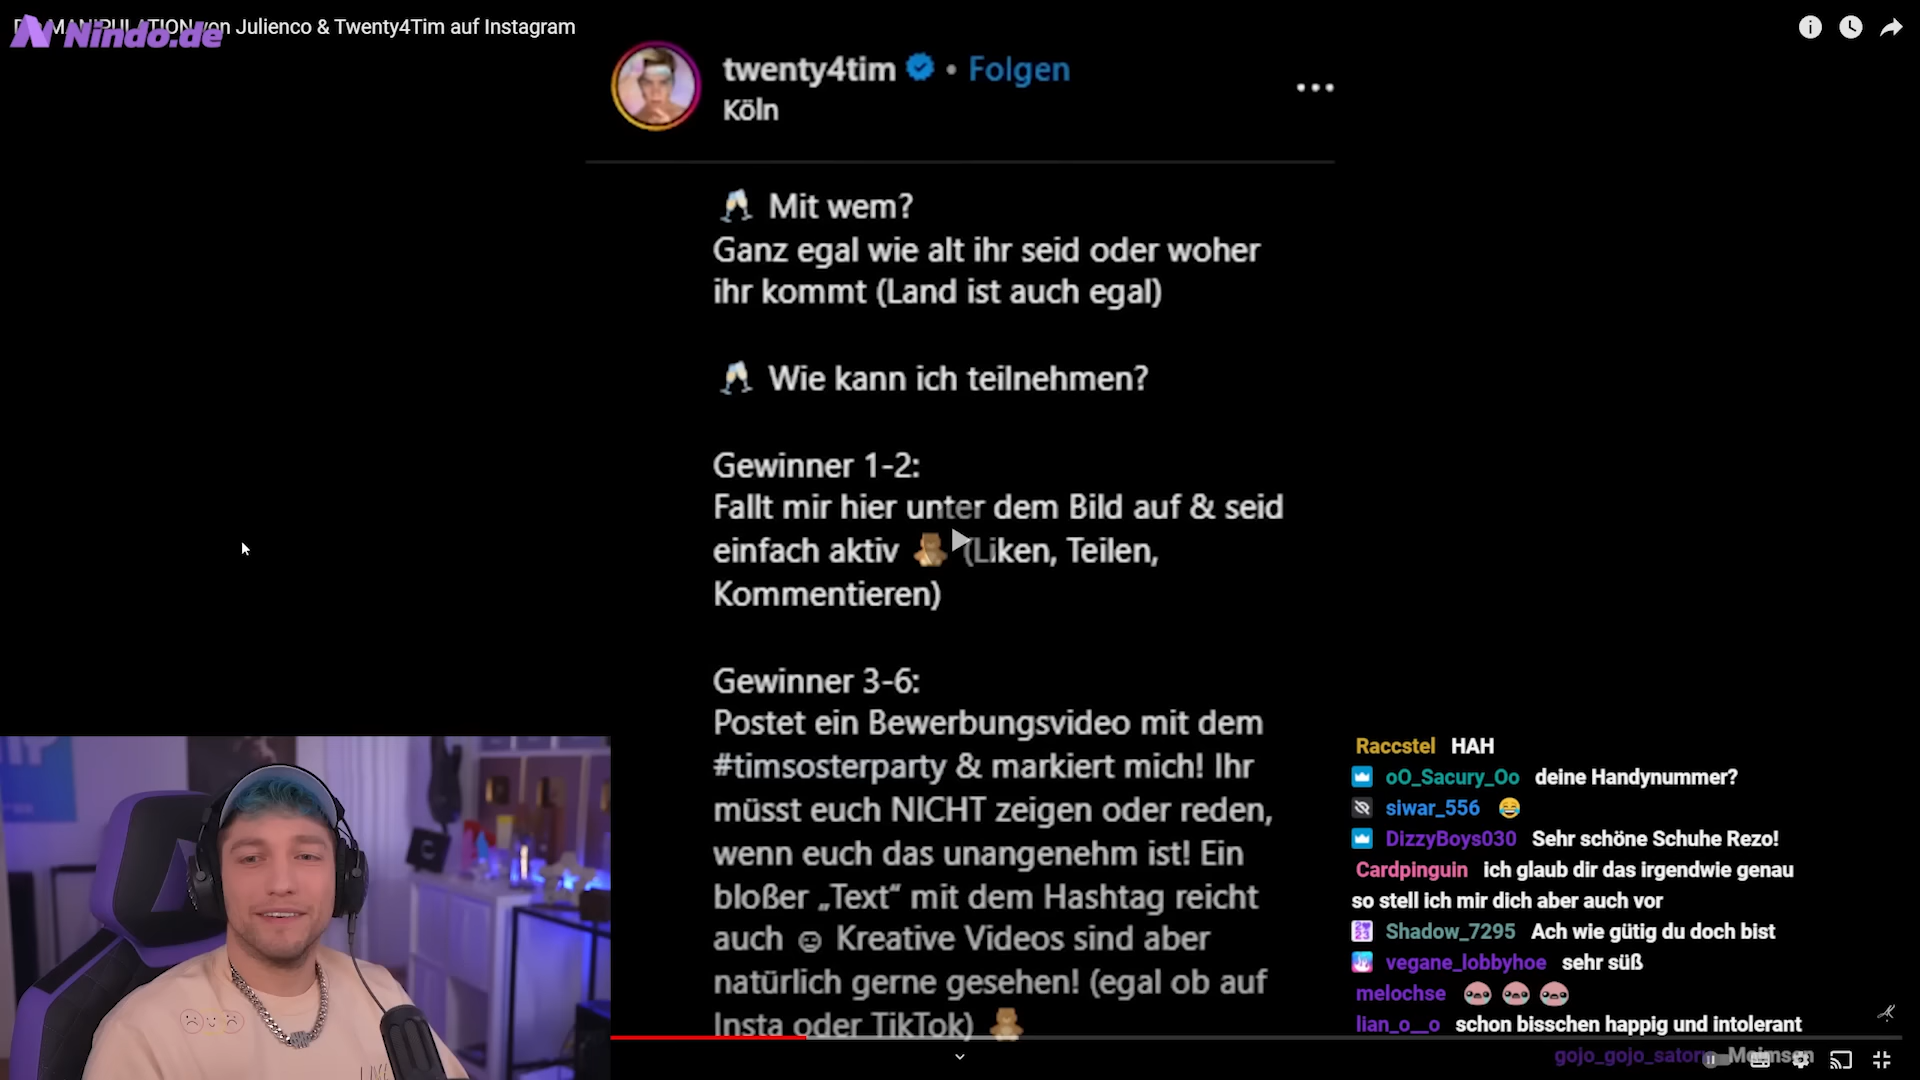 Nindo.de
MANIPULATION von Julienco & Twenty4Tim auf Instagram
twenty4tim • Folgen
Köln
🥂 Mit wem?
Ganz egal wie alt ihr seid oder woher
ihr kommt (Land ist auch egal)
🥂 Wie kann ich teilnehmen?
Gewinner 1-2:
Fallt mir hier unter dem Bild auf & seid
einfach aktiv 🧸 (Liken, Teilen,
Kommentieren)
Gewinner 3-6:
Postet ein Bewerbungsvideo mit dem
#timsosterparty & markiert mich! Ihr
müsst euch NICHT zeigen oder reden,
wenn euch das unangenehm ist! Ein
bloßer „Text“ mit dem Hashtag reicht
auch Kreative Videos sind aber
natürlich gerne gesehen! (egal ob auf
Insta oder TikTok) 🧸
Raccstel HAH
oO_Sacury_Oo deine Handynummer?
siwar_556 😂
DizzyBoys030 Sehr schöne Schuhe Rezo!
Cardpinguin ich glaub dir das irgendwie genau
so stell ich mir dich aber auch vor
Shadow_7295 Ach wie gütig du doch bist
vegane_lobbyhoe sehr süß
melochse
lian_o__o schon bisschen happig und intolerant
Moimsen